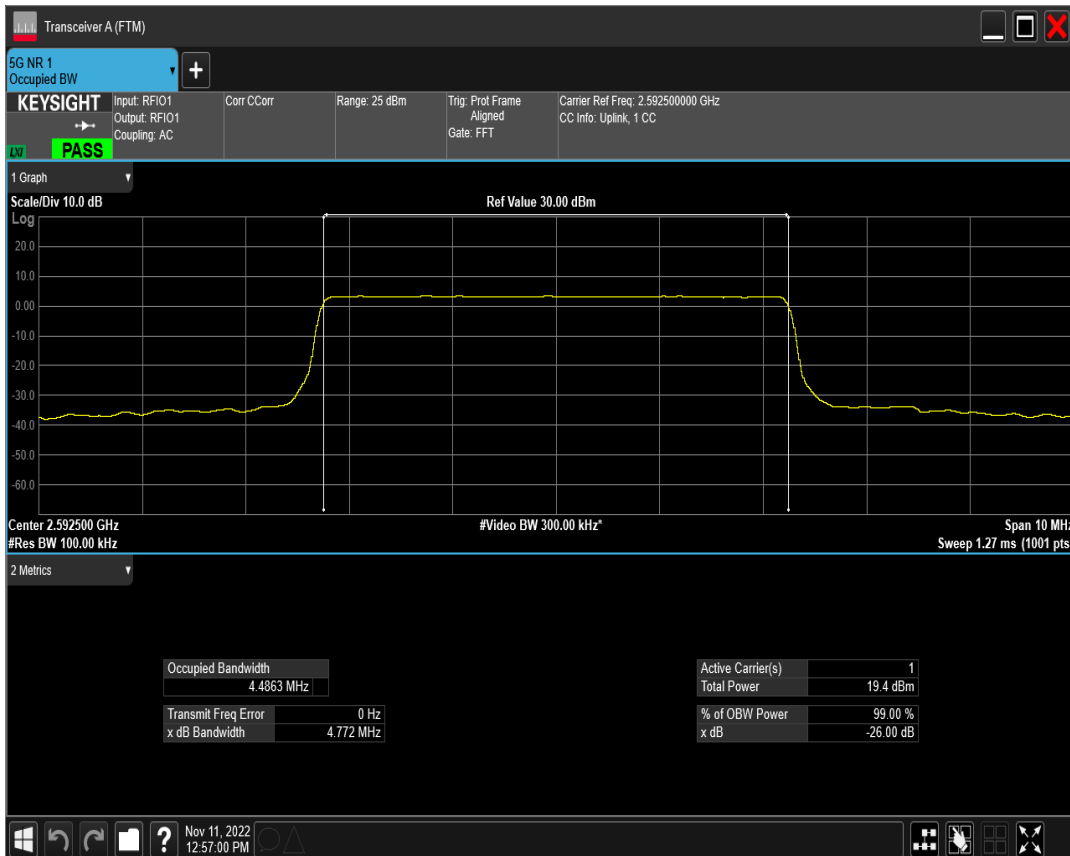 Transceiver A (FTM)
5G NR 1
Occupied BW
+
KEYSIGHT
LXI
PASS
Input: RFIO1
Output: RFIO1
Coupling: AC
Corr CCorr
Range: 25 dBm
Trig: Prot Frame
Aligned
Gate: FFT
Carrier Ref Freq: 2.592500000 GHz
CC Info: Uplink, 1 CC
1 Graph
Scale/Div 10.0 dB
Ref Value 30.00 dBm
Log
20.0
10.0
0.00
-10.0
-20.0
-30.0
-40.0
-50.0
-60.0
Center 2.592500 GHz
#Video BW 300.00 kHz*
Span 10 MHz
#Res BW 100.00 kHz
Sweep 1.27 ms (1001 pts
2 Metrics
Occupied Bandwidth
4.4863 MHz
Transmit Freq Error 0 Hz
x dB Bandwidth 4.772 MHz
Active Carrier(s) 1
Total Power 19.4 dBm
% of OBW Power 99.00 %
x dB -26.00 dB
?
Nov 11, 2022
12:57:00 PM